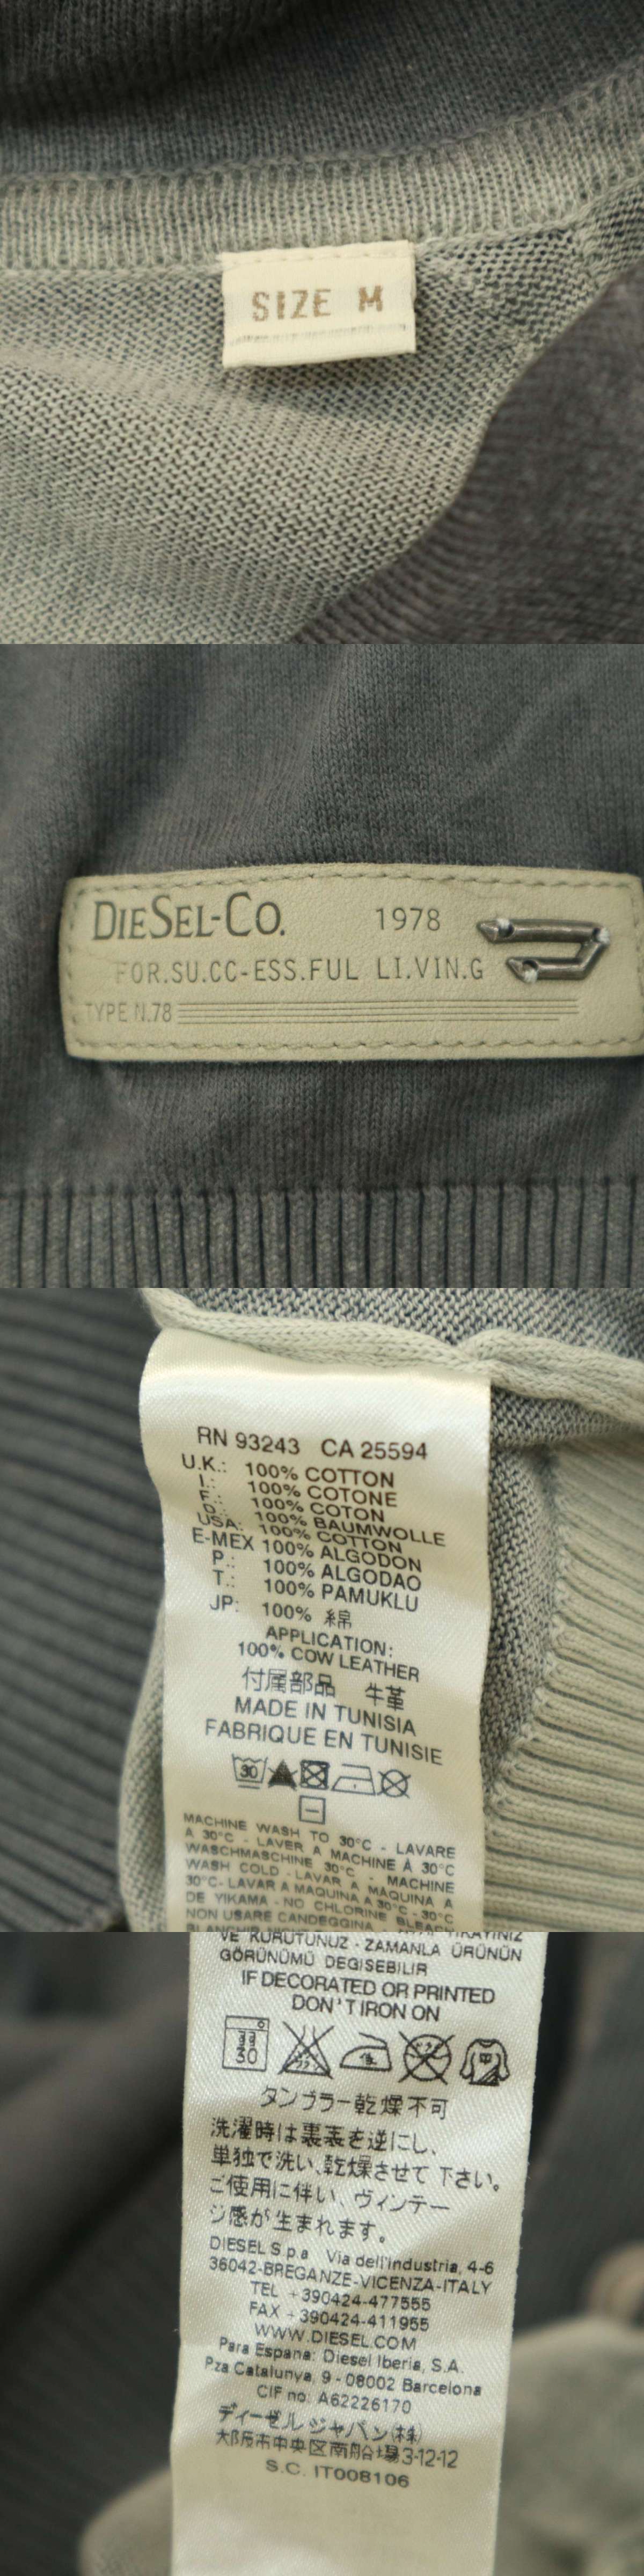 SIZE M
DIESEL-CO. 1978
FOR.SU.CC-ESS.FUL LI.VIN.G
TYPE N.78
RN 93243 CA 25594
U.K.: 100% COTTON
I.: 100% COTONE
F.: 100% COTON
D.: 100% BAUMWOLLE
USA: 100% COTTON
E-MEX 100% ALGODON
P.: 100% ALGODAO
T.: 100% PAMUKLU
JP: 100% 綿
APPLICATION:
100% COW LEATHER
付属部品 牛革
MADE IN TUNISIA
FABRIQUE EN TUNISIE
30
MACHINE WASH TO 30°C - LAVARE
A 30°C - LAVER A MACHINE À 30°C
WASCHMASCHINE 30°C - MACHINE
WASH COLD - LAVAR A MÁQUINA A
30°C- LAVAR A MAQUINA A 30°C - 30°C
DE YIKAMA - NO CHLORINE BLEACH
NON USARE CANDEGGINA
VE KURUTUNUZ - ZAMANLA ÜRÜNÜN
GÖRÜNÜMÜ DEGISEBILIR
IF DECORATED OR PRINTED
DON'T IRON ON
30
タンブラー乾燥不可
洗濯時は裏表を逆にし、
単独で洗い、乾燥させて下さい。
ご使用に伴い、ヴィンテー
ジ感が生まれます。
DIESEL S.p.a Via dell'industria, 4-6
36042-BREGANZE-VICENZA-ITALY
TEL +390424-477555
FAX +390424-411955
WWW.DIESEL.COM
Para Espana: Diesel Iberia, S.A.
Pza Catalunya, 9 - 08002 Barcelona
CIF no: A62226170
ディーゼルジャパン㈱
大阪市中央区南船場3-12-12
S.C. IT008106